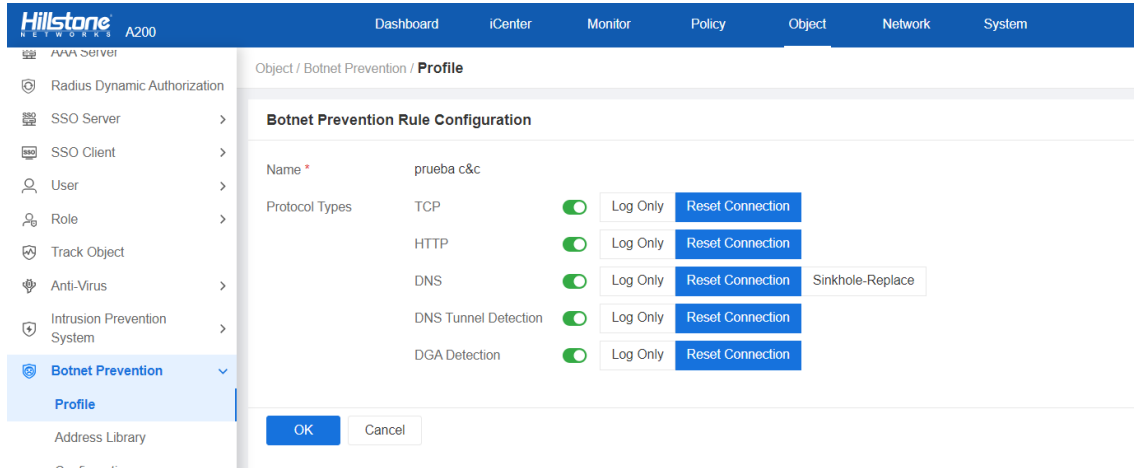 Hillstone
NETWORKS
A200
Dashboard iCenter Monitor Policy Object Network System
AAA Server
Radius Dynamic Authorization
SSO Server
SSO Client
User
Role
Track Object
Anti-Virus
Intrusion Prevention
System
Botnet Prevention
Profile
Address Library
Object / Botnet Prevention / Profile
Botnet Prevention Rule Configuration
Name * prueba c&c
Protocol Types TCP Log Only Reset Connection
HTTP Log Only Reset Connection
DNS Log Only Reset Connection Sinkhole-Replace
DNS Tunnel Detection Log Only Reset Connection
DGA Detection Log Only Reset Connection
OK Cancel